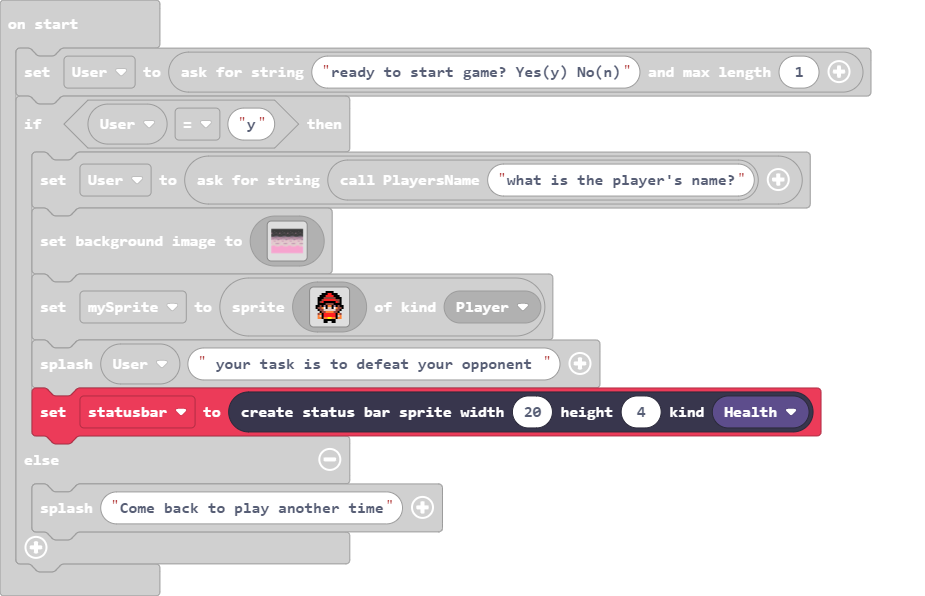 on start
set User to ask for string "ready to start game? Yes(y) No(n)" and max length 1
if User = "y" then
set User to ask for string call PlayersName "what is the player's name?"
set background image to
set mySprite to sprite of kind Player
splash User " your task is to defeat your opponent "
set statusbar to create status bar sprite width 20 height 4 kind Health
else
splash "Come back to play another time"